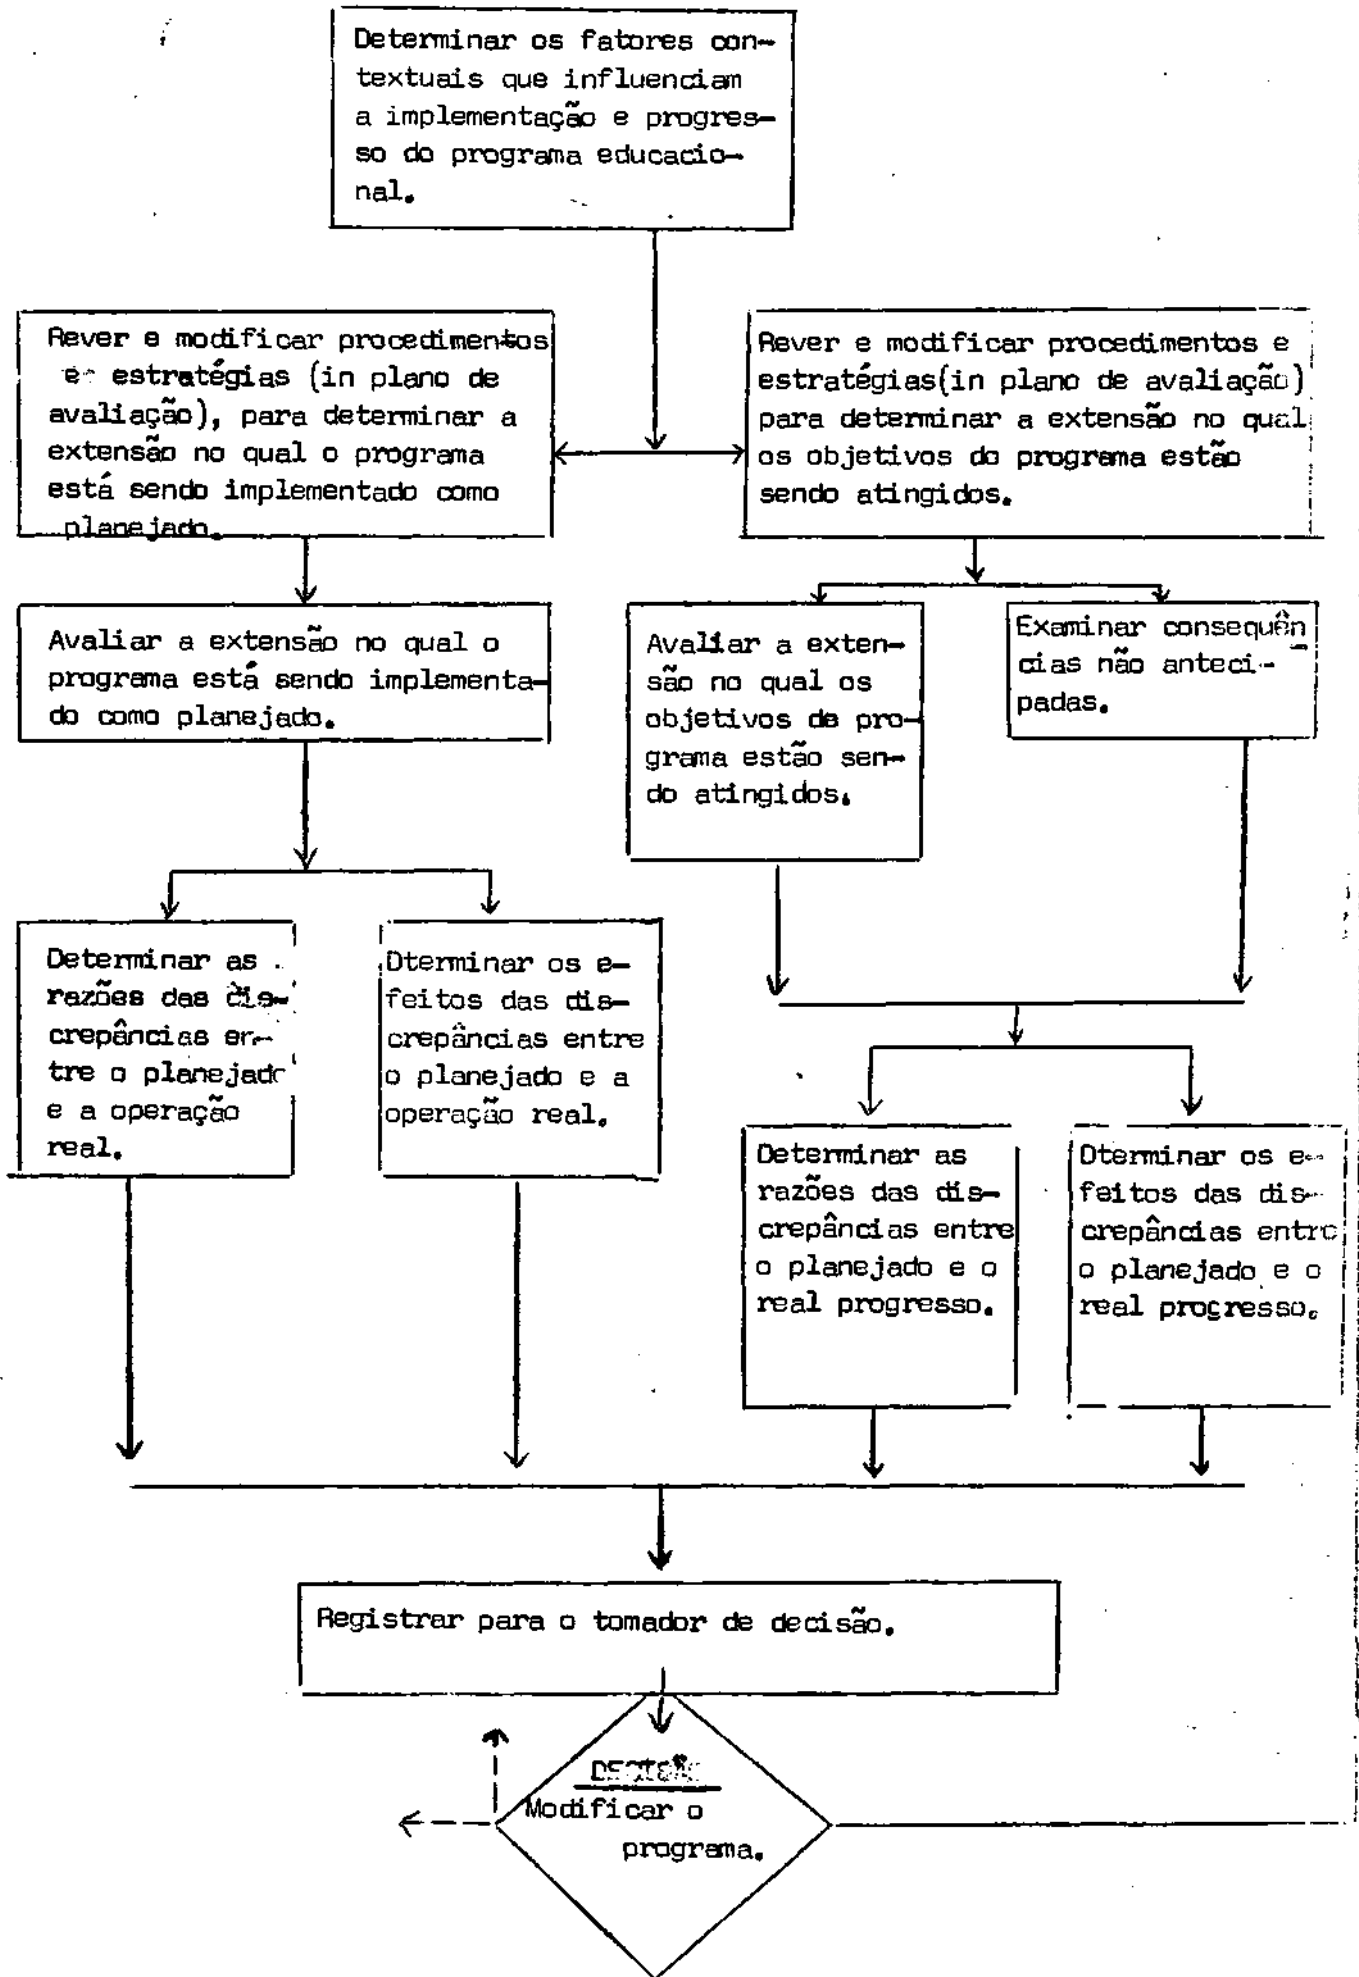 Determinar os fatores con-
textuais que influenciam
a implementação e progres-
so do programa educacio-
nal.
Rever e modificar procedimentos
e estratégias (in plano de
avaliação), para determinar a
extensão no qual o programa
está sendo implementado como
planejado.
Rever e modificar procedimentos e
estratégias(in plano de avaliação)
para determinar a extensão no qual
os objetivos do programa estão
sendo atingidos.
Avaliar a extensão no qual o
programa está sendo implementa-
do como planejado.
Avaliar a exten-
são no qual os
objetivos de pro-
grama estão sen-
do atingidos.
Examinar consequên
cias não anteci-
padas.
Determinar as
razões das dis-
crepâncias en-
tre o planejado
e a operação
real.
Dterminar os e-
feitos das dis-
crepâncias entre
o planejado e a
operação real.
Determinar as
razões das dis-
crepâncias entre
o planejado e o
real progresso.
Dterminar os e-
feitos das dis-
crepâncias entre
o planejado e o
real progresso.
Registrar para o tomador de decisão.
DECISÃO
Modificar o
programa.